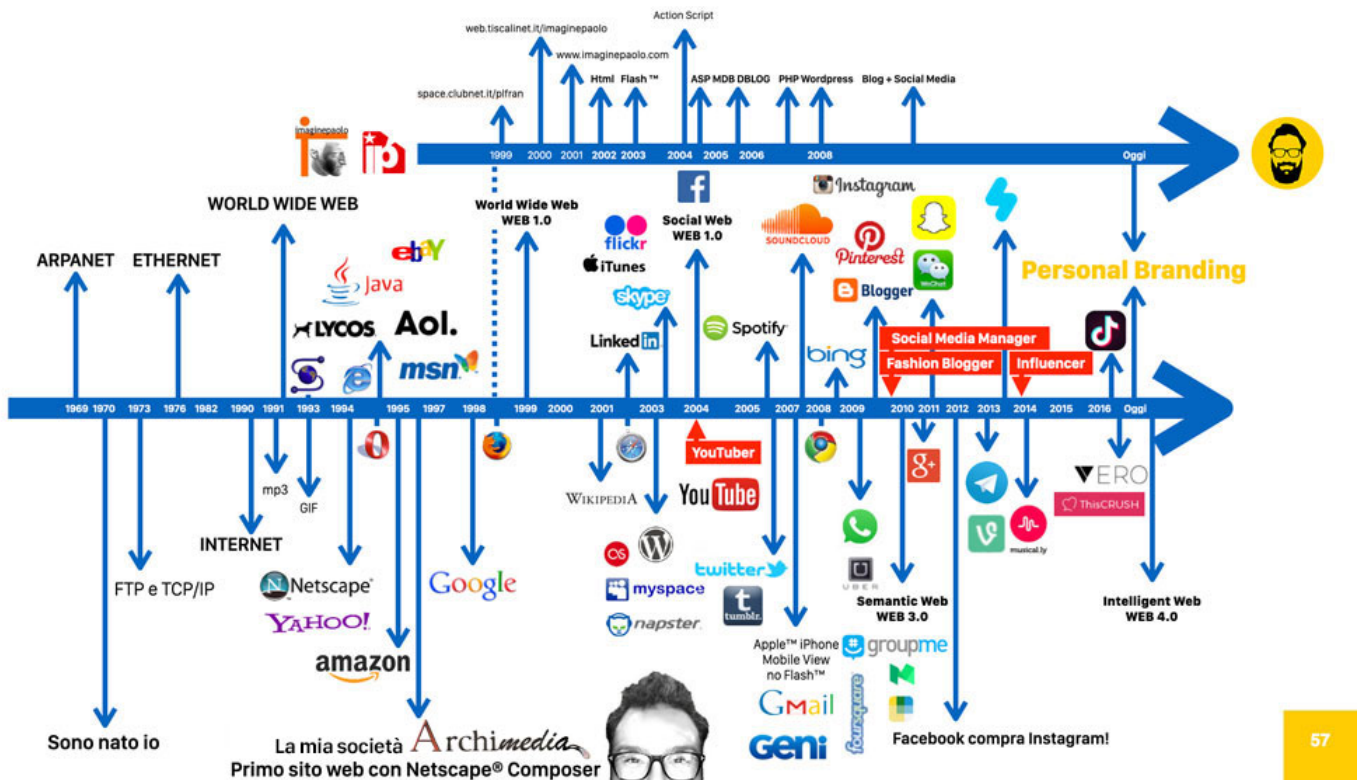 Action Script
web.tiscalinet.it/imaginepaolo
www.imaginepaolo.com
Html Flash ™ ASP MDB DBLOG PHP Wordpress Blog + Social Media
space.clubnet.it/plfran
imaginepaolo
1999 2000 2001 2002 2003 2004 2005 2006 2008 Oggi
WORLD WIDE WEB
World Wide Web
WEB 1.0
flickr
iTunes
skype
Linked in
Social Web
WEB 1.0
SOUNDCLOUD
Instagram
Pinterest
WeChat
Blogger
Personal Branding
ARPANET
ETHERNET
Java
ebay
LYCOS
Aol.
msn
Spotify
bing
Social Media Manager
Fashion Blogger
Influencer
1969 1970 1973 1976 1982 1990 1991 1993 1994 1995 1997 1998 1999 2000 2001 2003 2004 2005 2007 2008 2009 2010 2011 2012 2013 2014 2015 2016 Oggi
YouTuber
g+
mp3
GIF
WIKIPEDIA
You Tube
VERO
ThisCRUSH
musical.ly
INTERNET
FTP e TCP/IP
Netscape®
YAHOO!
amazon
Google
myspace
napster
twitter
tumblr.
UBER
Semantic Web
WEB 3.0
Intelligent Web
WEB 4.0
Apple™ iPhone
Mobile View
no Flash™
GMail
Geni
groupme
foursquare
Sono nato io
La mia società Archimedia
Primo sito web con Netscape® Composer
Facebook compra Instagram!
57